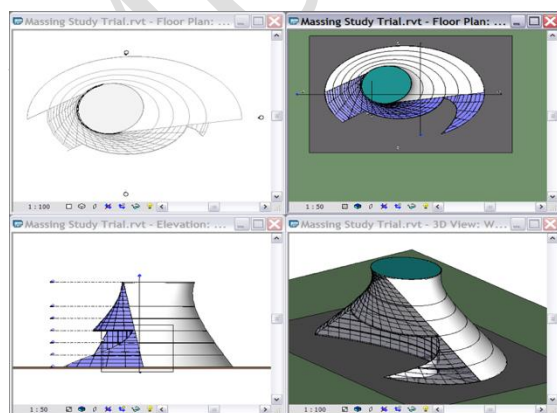 Massing Study Trial.rvt - Floor Plan: ...
Massing Study Trial.rvt - Floor Plan: ...
1 : 100
1 : 50
Massing Study Trial.rvt - Elevation: ...
Massing Study Trial.rvt - 3D View: W...
1 : 50
1 : 100